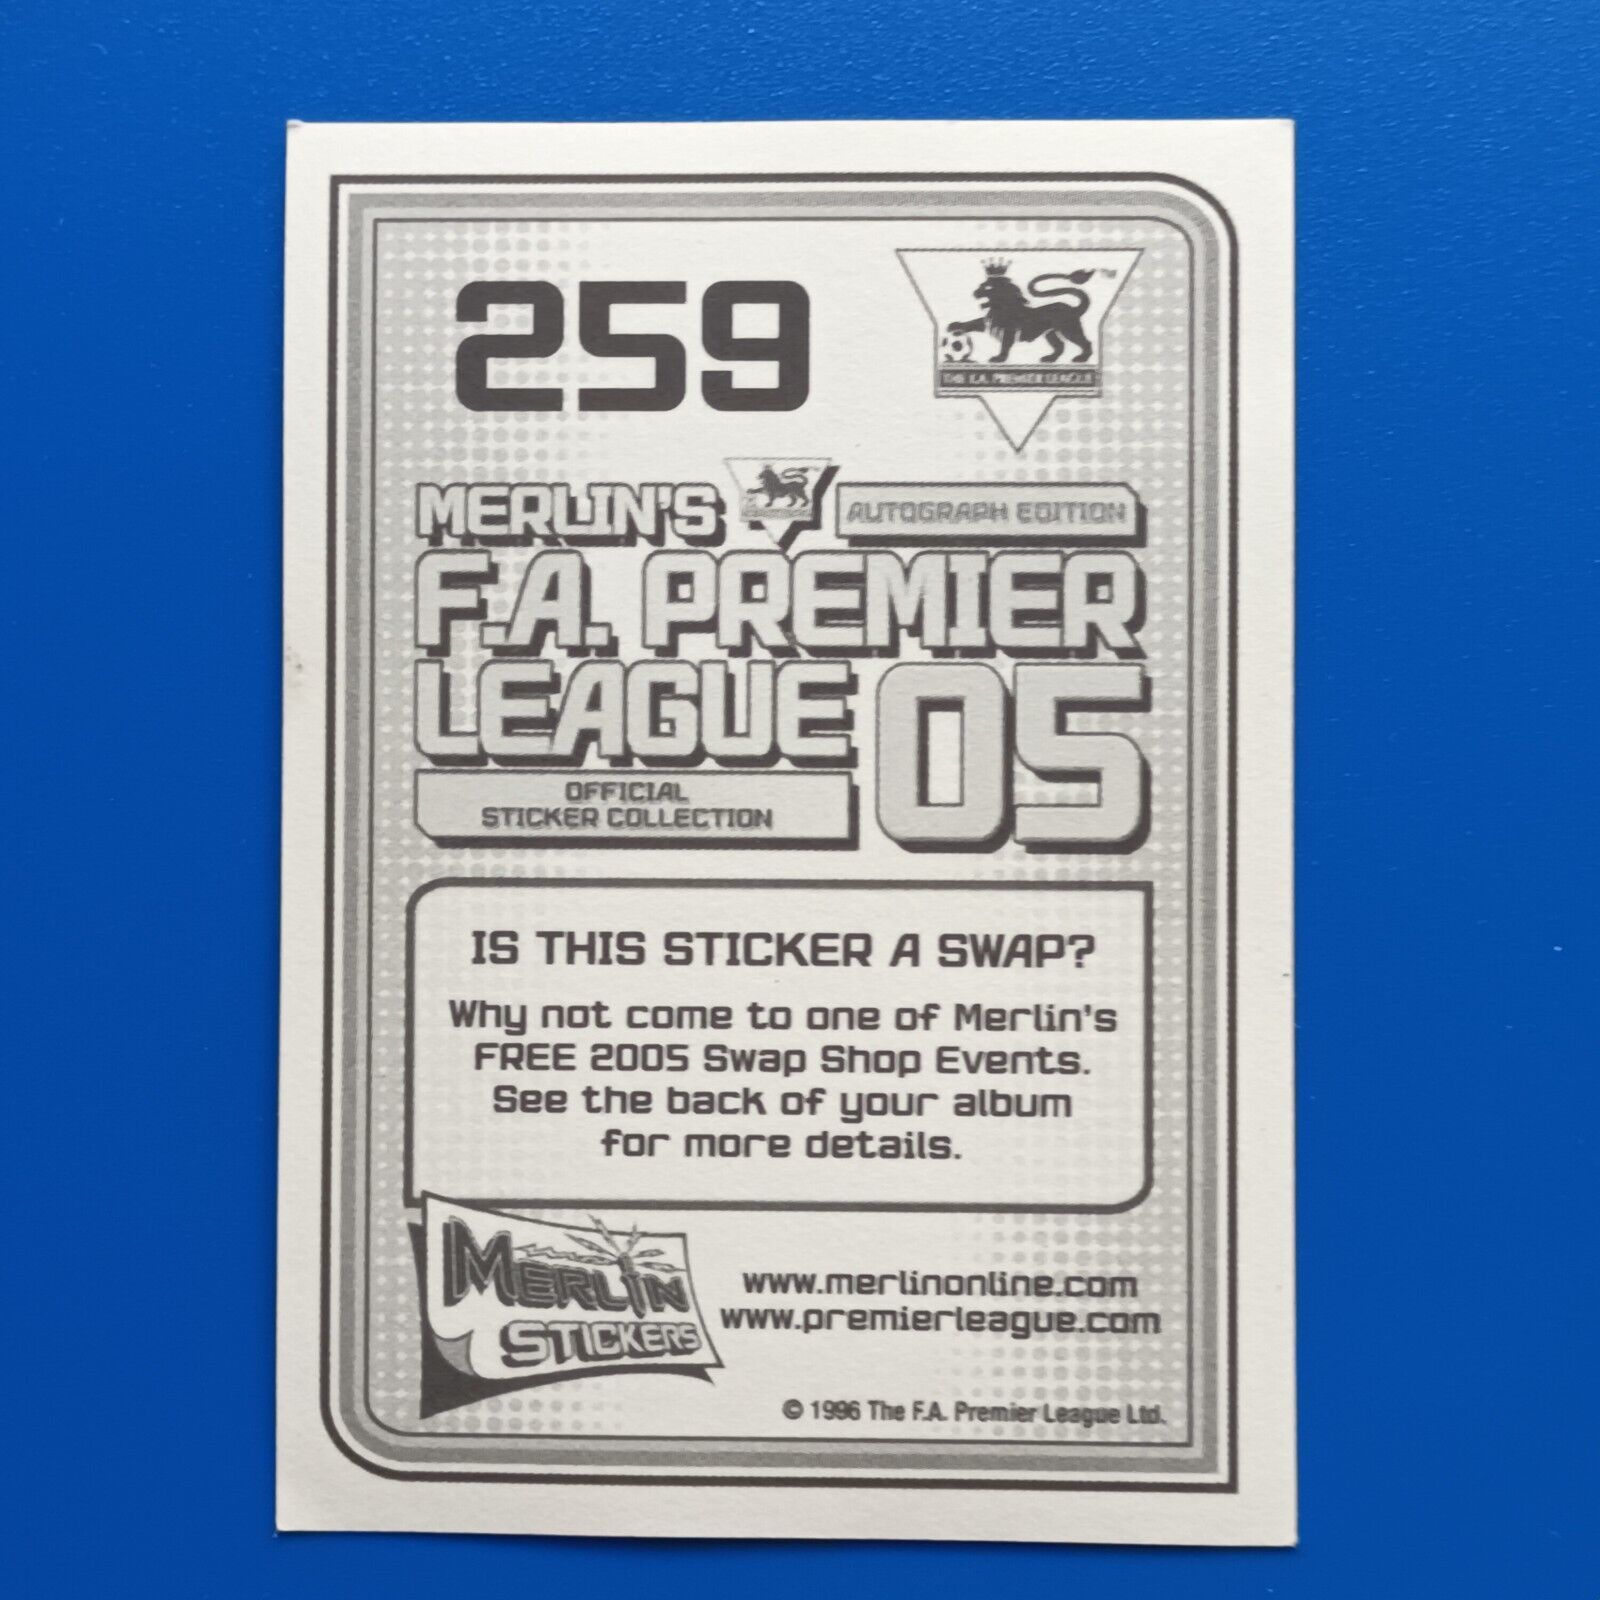 259
TM
THE F.A. PREMIER LEAGUE
MERLIN'S
AUTOGRAPH EDITION
F.A. PREMIER
LEAGUE 05
OFFICIAL
STICKER COLLECTION
IS THIS STICKER A SWAP?
Why not come to one of Merlin's
FREE 2005 Swap Shop Events.
See the back of your album
for more details.
MERLIN
STICKERS
www.merlinonline.com
www.premierleague.com
© 1996 The F.A. Premier League Ltd.